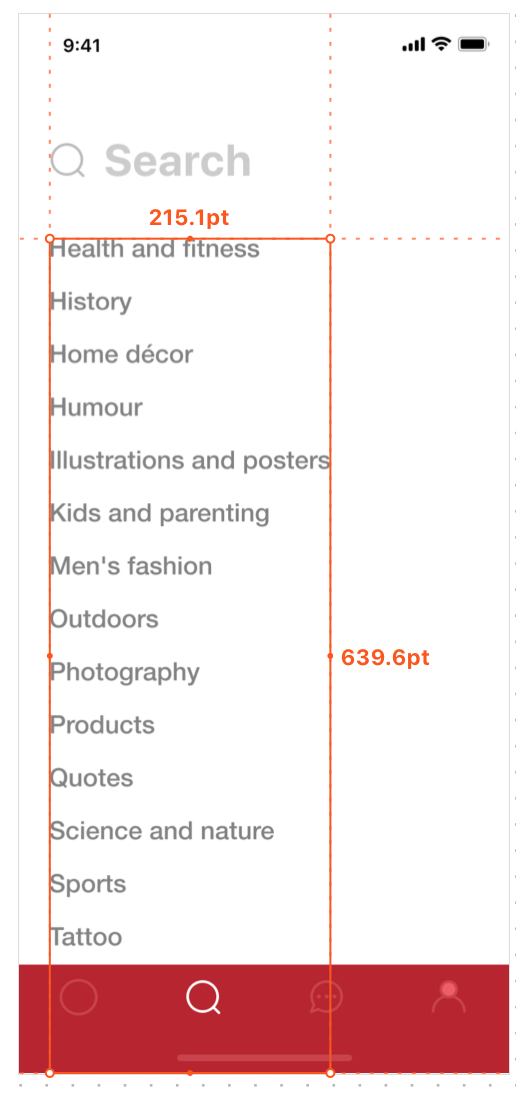 9:41
Search
215.1pt
Health and fitness
History
Home décor
Humour
Illustrations and posters
Kids and parenting
Men's fashion
Outdoors
639.6pt
Photography
Products
Quotes
Science and nature
Sports
Tattoo